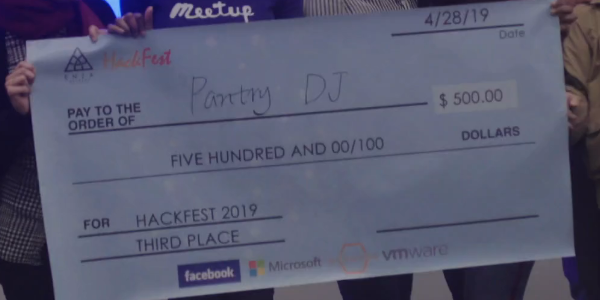 Meetup
4/28/19
Date
HackFest
PAY TO THE
ORDER OF
Pantry DJ
$ 500.00
FIVE HUNDRED AND 00/100
DOLLARS
FOR
HACKFEST 2019
THIRD PLACE
facebook
Microsoft
vmware